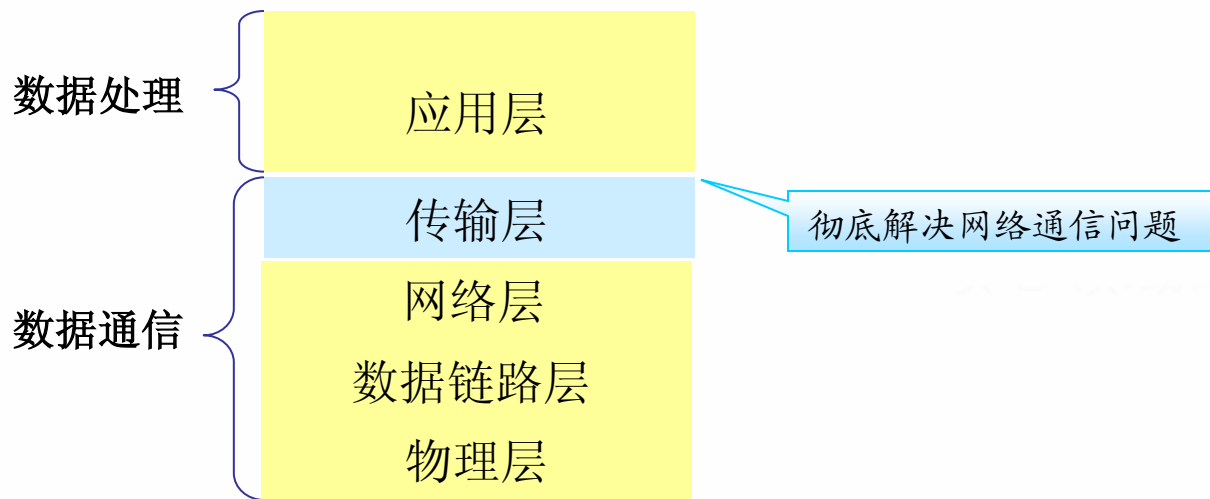 数据处理
应用层
传输层
彻底解决网络通信问题
网络层
数据通信
数据链路层
物理层